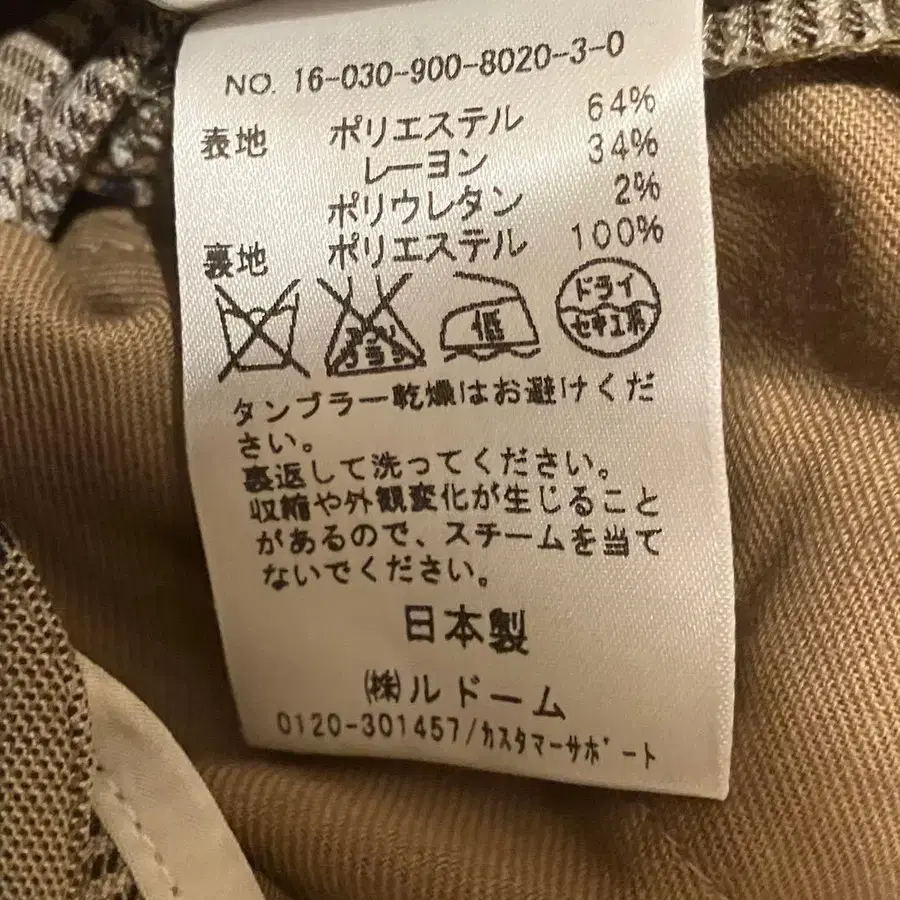 NO. 16-030-900-8020-3-0
表地 ポリエステル 64%
レーヨン 34%
ポリウレタン 2%
裏地 ポリエステル 100%
エンソサラシ 低 ドライ
セキユ系
タンブラー乾燥はお避けくだ
さい。
裏返して洗ってください。
収縮や外観変化が生じること
があるので、スチームを当て
ないでください。
日本製
㈱ルドーム
0120-301457/カスタマーサポート